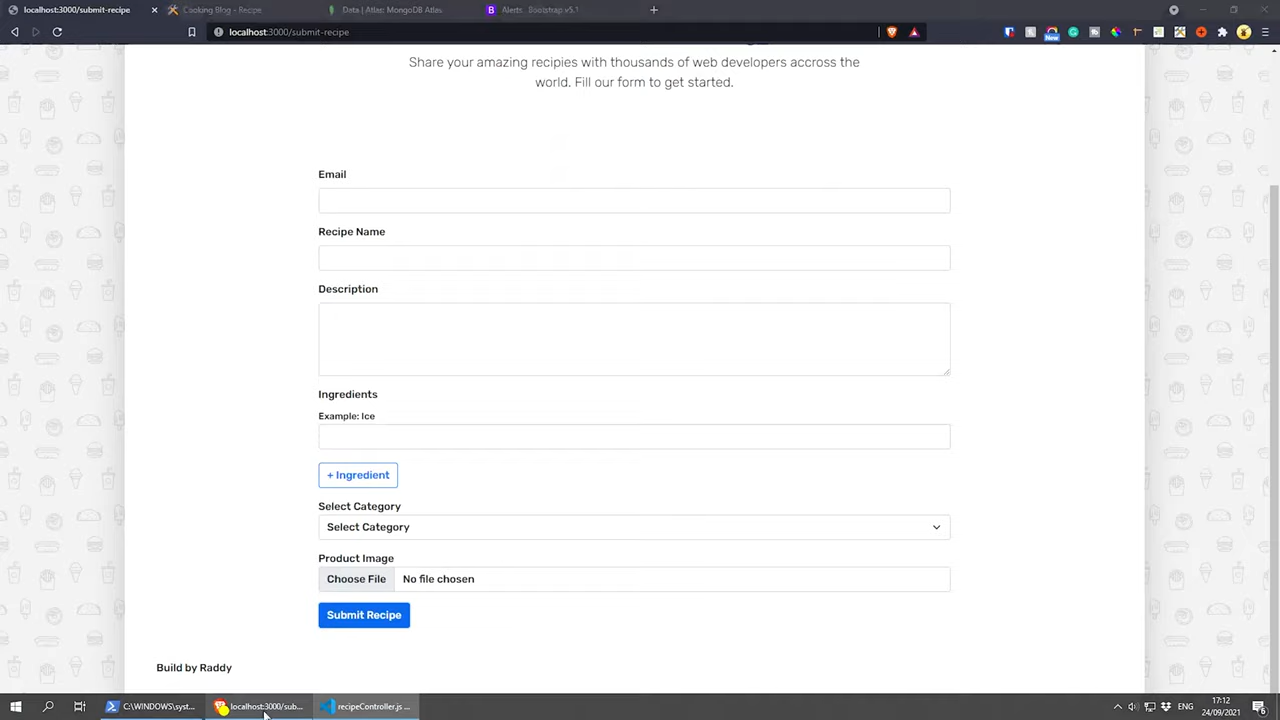 localhost:3000/submit-recipe
Cooking Blog - Recipe
Data | Atlas: MongoDB Atlas
Alerts · Bootstrap v5.1
localhost:3000/submit-recipe
New
Share your amazing recipies with thousands of web developers accross the
world. Fill our form to get started.
Email
Recipe Name
Description
Ingredients
Example: Ice
+ Ingredient
Select Category
Select Category
Product Image
Choose File No file chosen
Submit Recipe
Build by Raddy
C:\WINDOWS\syst...
localhost:3000/sub...
recipeController.js ...
ENG
17:12
24/09/2021